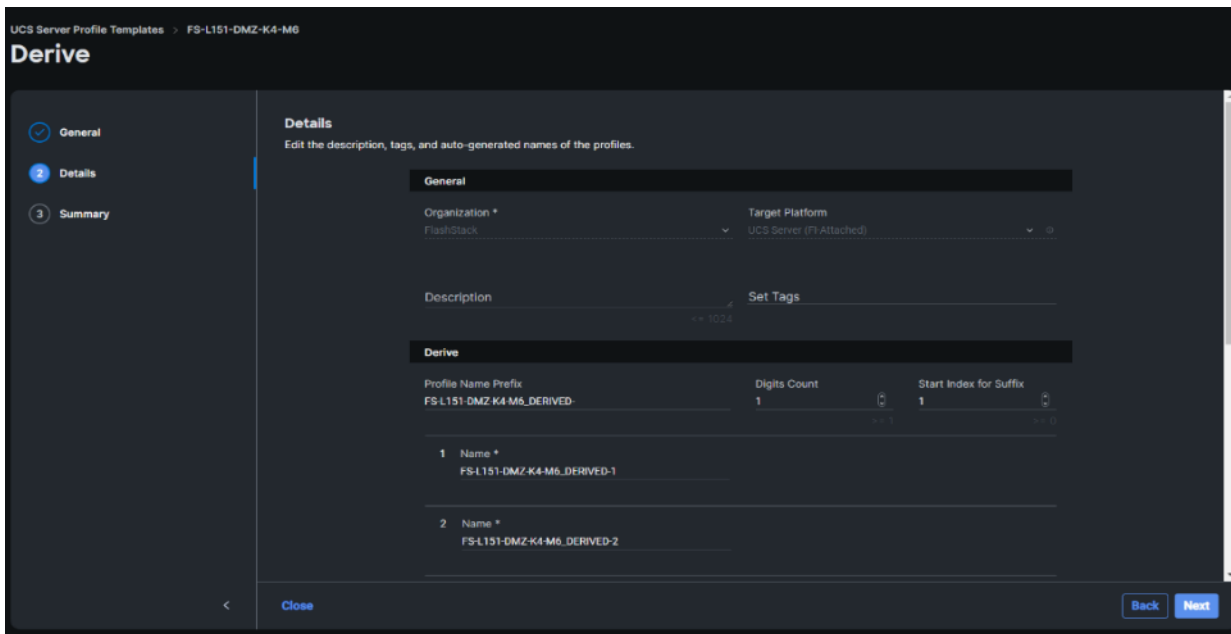 UCS Server Profile Templates > FS-L151-DMZ-K4-M6
Derive
General
2 Details
3 Summary
Details
Edit the description, tags, and auto-generated names of the profiles.
General
Organization * Target Platform
FlashStack UCS Server (FI-Attached)
Description Set Tags
<= 1024
Derive
Profile Name Prefix Digits Count Start Index for Suffix
FS-L151-DMZ-K4-M6_DERIVED- 1 1
>= 1 >= 0
1 Name *
FS-L151-DMZ-K4-M6_DERIVED-1
2 Name *
FS-L151-DMZ-K4-M6_DERIVED-2
< Close Back Next